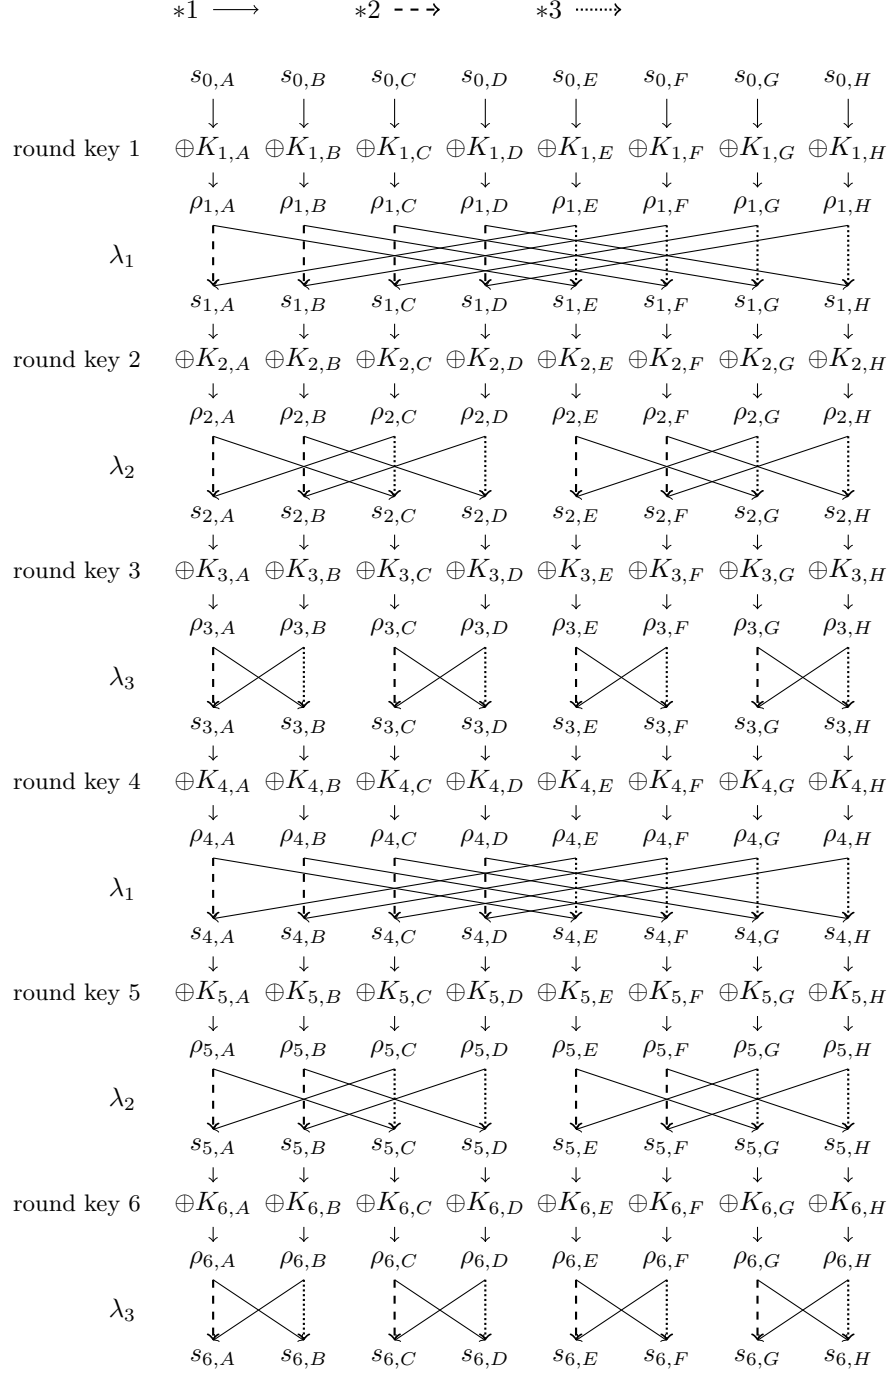 *1 *2 *3
s0,A s0,B s0,C s0,D s0,E s0,F s0,G s0,H
round key 1 ⊕K1,A ⊕K1,B ⊕K1,C ⊕K1,D ⊕K1,E ⊕K1,F ⊕K1,G ⊕K1,H
ρ1,A ρ1,B ρ1,C ρ1,D ρ1,E ρ1,F ρ1,G ρ1,H
λ1
s1,A s1,B s1,C s1,D s1,E s1,F s1,G s1,H
round key 2 ⊕K2,A ⊕K2,B ⊕K2,C ⊕K2,D ⊕K2,E ⊕K2,F ⊕K2,G ⊕K2,H
ρ2,A ρ2,B ρ2,C ρ2,D ρ2,E ρ2,F ρ2,G ρ2,H
λ2
s2,A s2,B s2,C s2,D s2,E s2,F s2,G s2,H
round key 3 ⊕K3,A ⊕K3,B ⊕K3,C ⊕K3,D ⊕K3,E ⊕K3,F ⊕K3,G ⊕K3,H
ρ3,A ρ3,B ρ3,C ρ3,D ρ3,E ρ3,F ρ3,G ρ3,H
λ3
s3,A s3,B s3,C s3,D s3,E s3,F s3,G s3,H
round key 4 ⊕K4,A ⊕K4,B ⊕K4,C ⊕K4,D ⊕K4,E ⊕K4,F ⊕K4,G ⊕K4,H
ρ4,A ρ4,B ρ4,C ρ4,D ρ4,E ρ4,F ρ4,G ρ4,H
λ1
s4,A s4,B s4,C s4,D s4,E s4,F s4,G s4,H
round key 5 ⊕K5,A ⊕K5,B ⊕K5,C ⊕K5,D ⊕K5,E ⊕K5,F ⊕K5,G ⊕K5,H
ρ5,A ρ5,B ρ5,C ρ5,D ρ5,E ρ5,F ρ5,G ρ5,H
λ2
s5,A s5,B s5,C s5,D s5,E s5,F s5,G s5,H
round key 6 ⊕K6,A ⊕K6,B ⊕K6,C ⊕K6,D ⊕K6,E ⊕K6,F ⊕K6,G ⊕K6,H
ρ6,A ρ6,B ρ6,C ρ6,D ρ6,E ρ6,F ρ6,G ρ6,H
λ3
s6,A s6,B s6,C s6,D s6,E s6,F s6,G s6,H